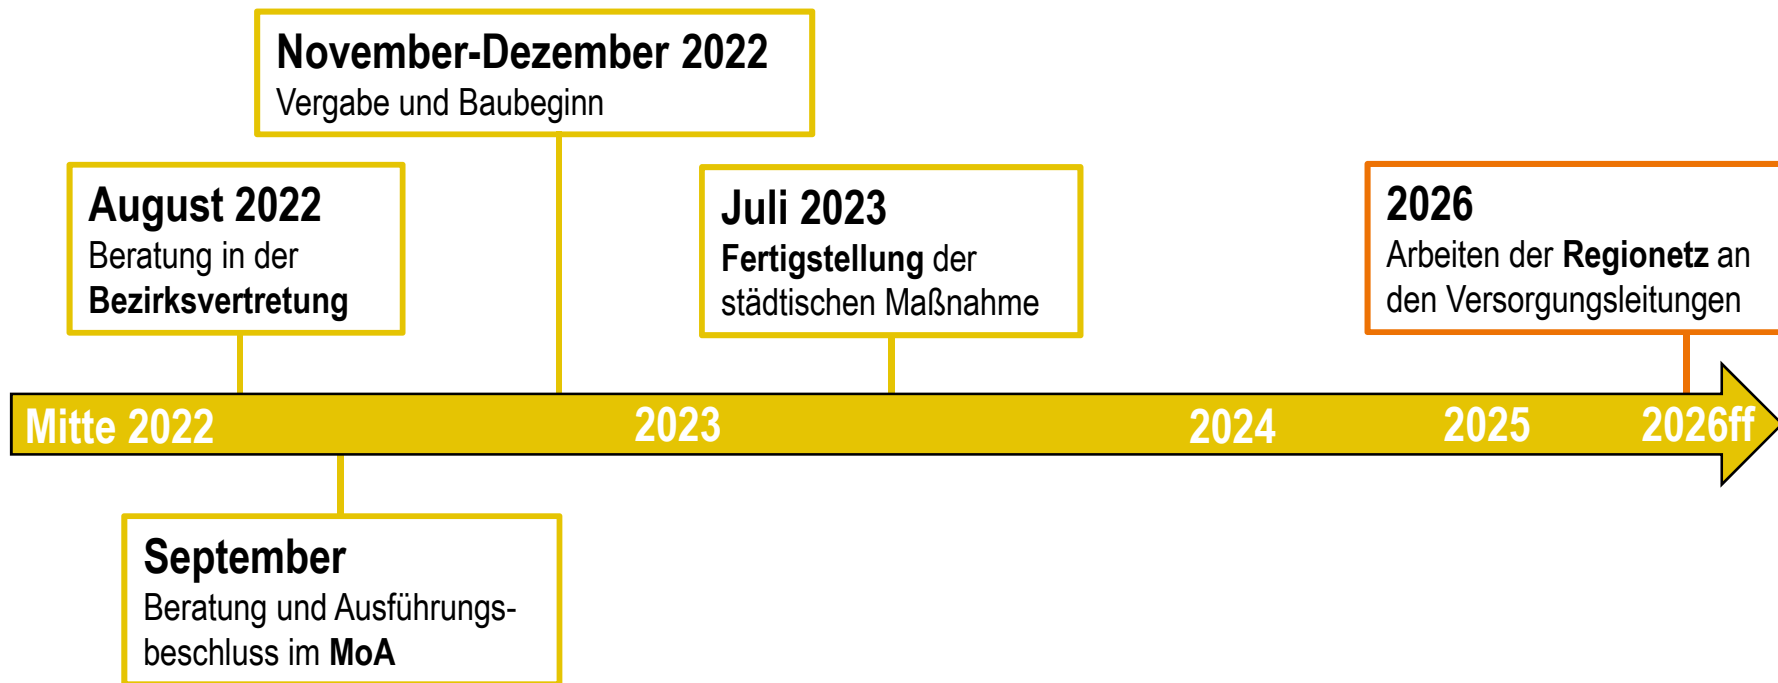 November-Dezember 2022
Vergabe und Baubeginn
August 2022
Beratung in der
Bezirksvertretung
Juli 2023
Fertigstellung der
städtischen Maßnahme
2026
Arbeiten der Regionetz an
den Versorgungsleitungen
Mitte 2022
2023
2024
2025
2026ff
September
Beratung und Ausführungs-
beschluss im MoA